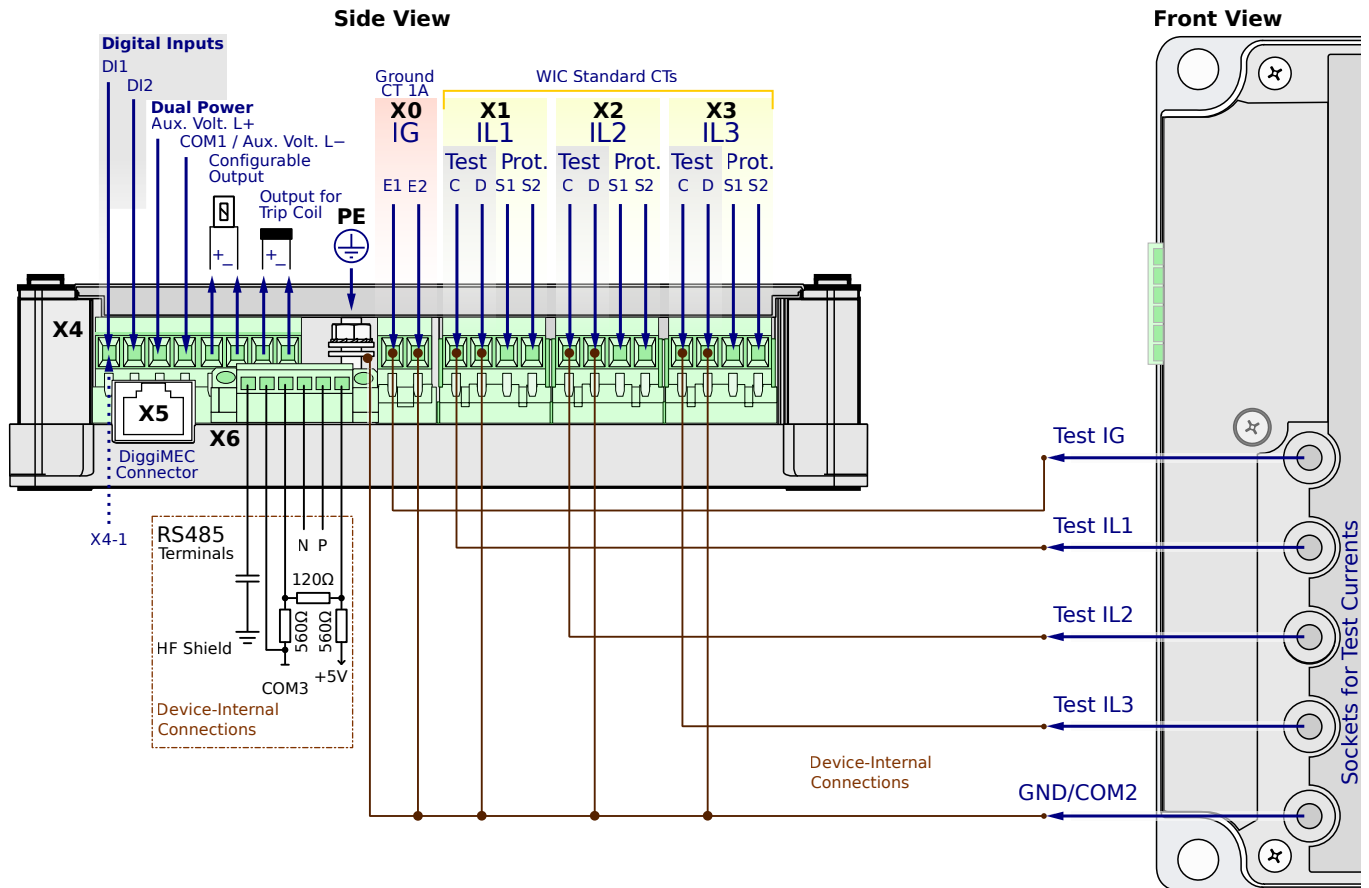 Side View
Front View
Digital Inputs
DI1
DI2
Dual Power
Aux. Volt. L+
COM1 / Aux. Volt. L−
Configurable
Output
Output for
Trip Coil
+
−
+
−
PE
Ground
CT 1A
X0
IG
E1 E2
WIC Standard CTs
X1
IL1
Test Prot.
C D S1 S2
X2
IL2
Test Prot.
C D S1 S2
X3
IL3
Test Prot.
C D S1 S2
X4
X5
X6
DiggiMEC
Connector
X4-1
RS485
Terminals
N P
120Ω
560Ω
560Ω
HF Shield
+5V
COM3
Device-Internal
Connections
Test IG
Test IL1
Test IL2
Test IL3
Device-Internal
Connections
GND/COM2
Sockets for Test Currents